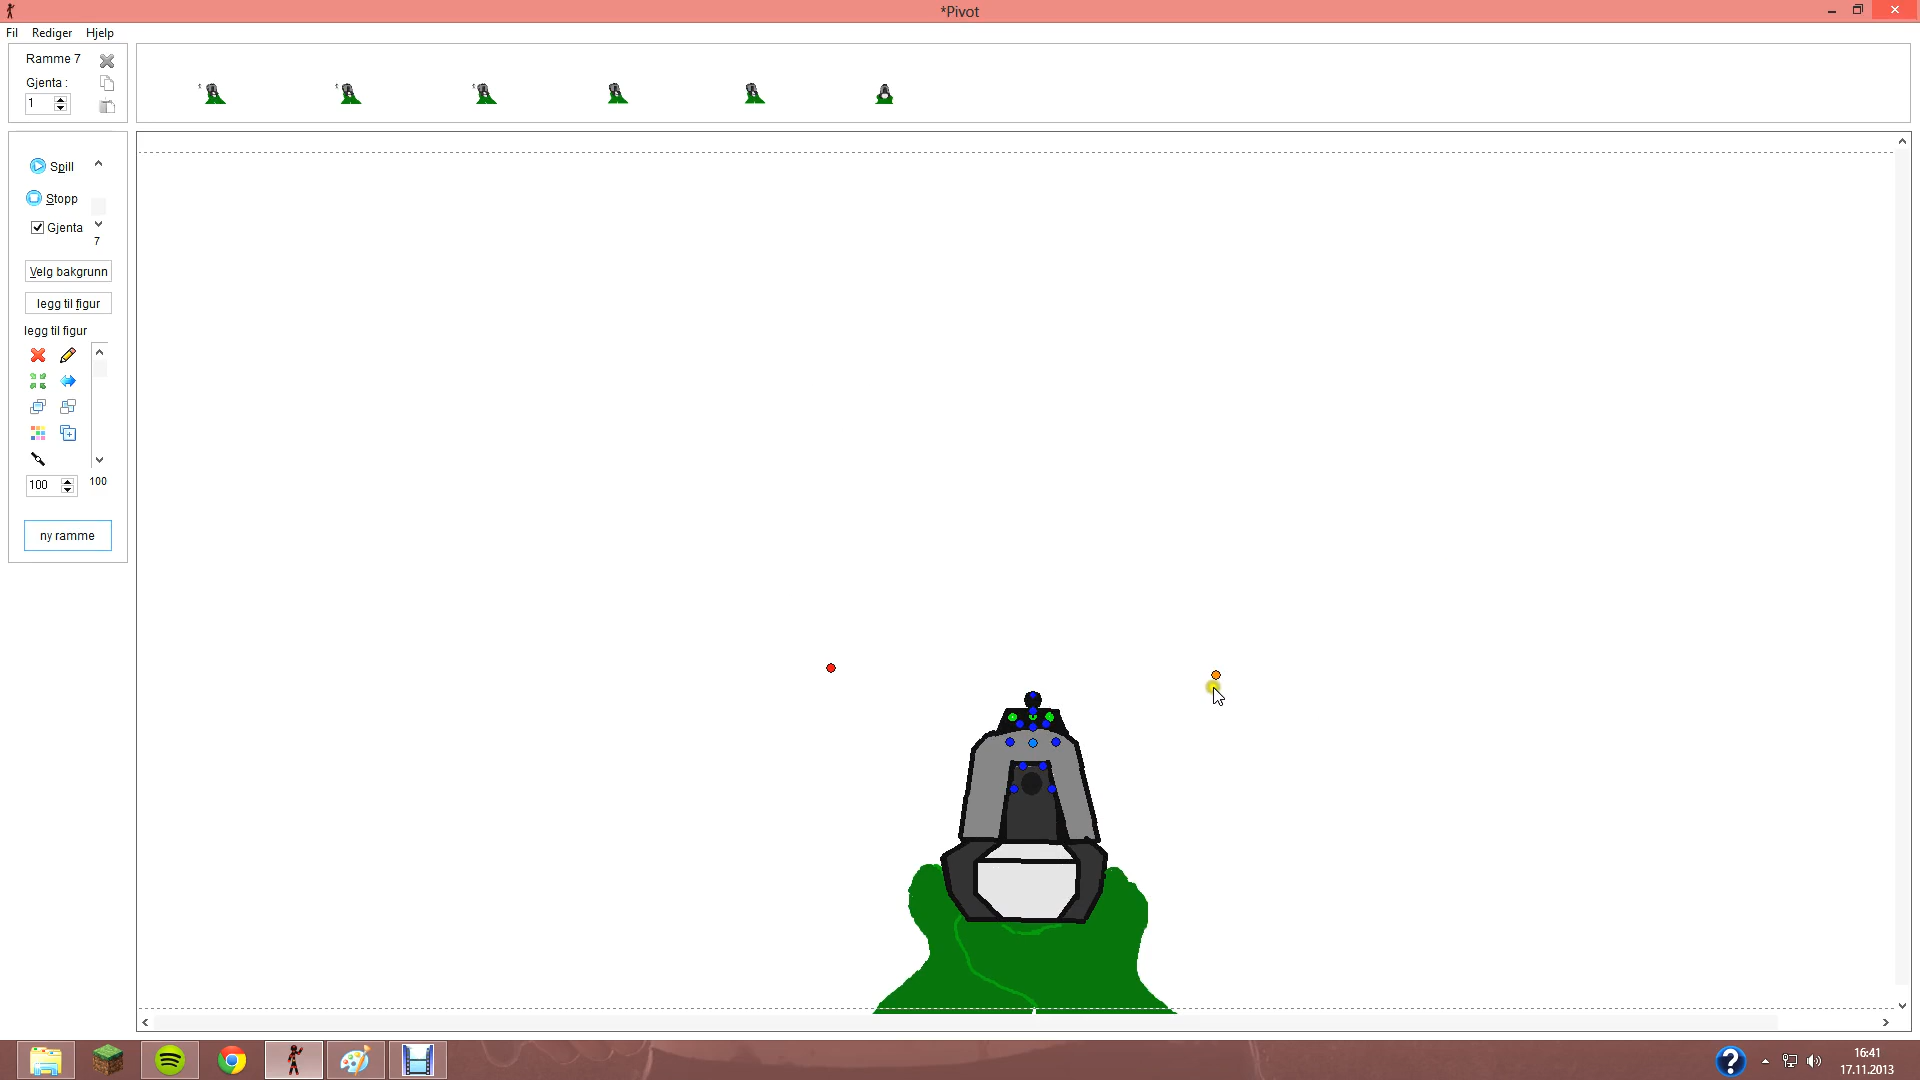 *Pivot
Fil Rediger Hjelp
Ramme 7
Gjenta :
1
Spill
Stopp
Gjenta
7
Velg bakgrunn
legg til figur
legg til figur
100
100
ny ramme
16:41
17.11.2013